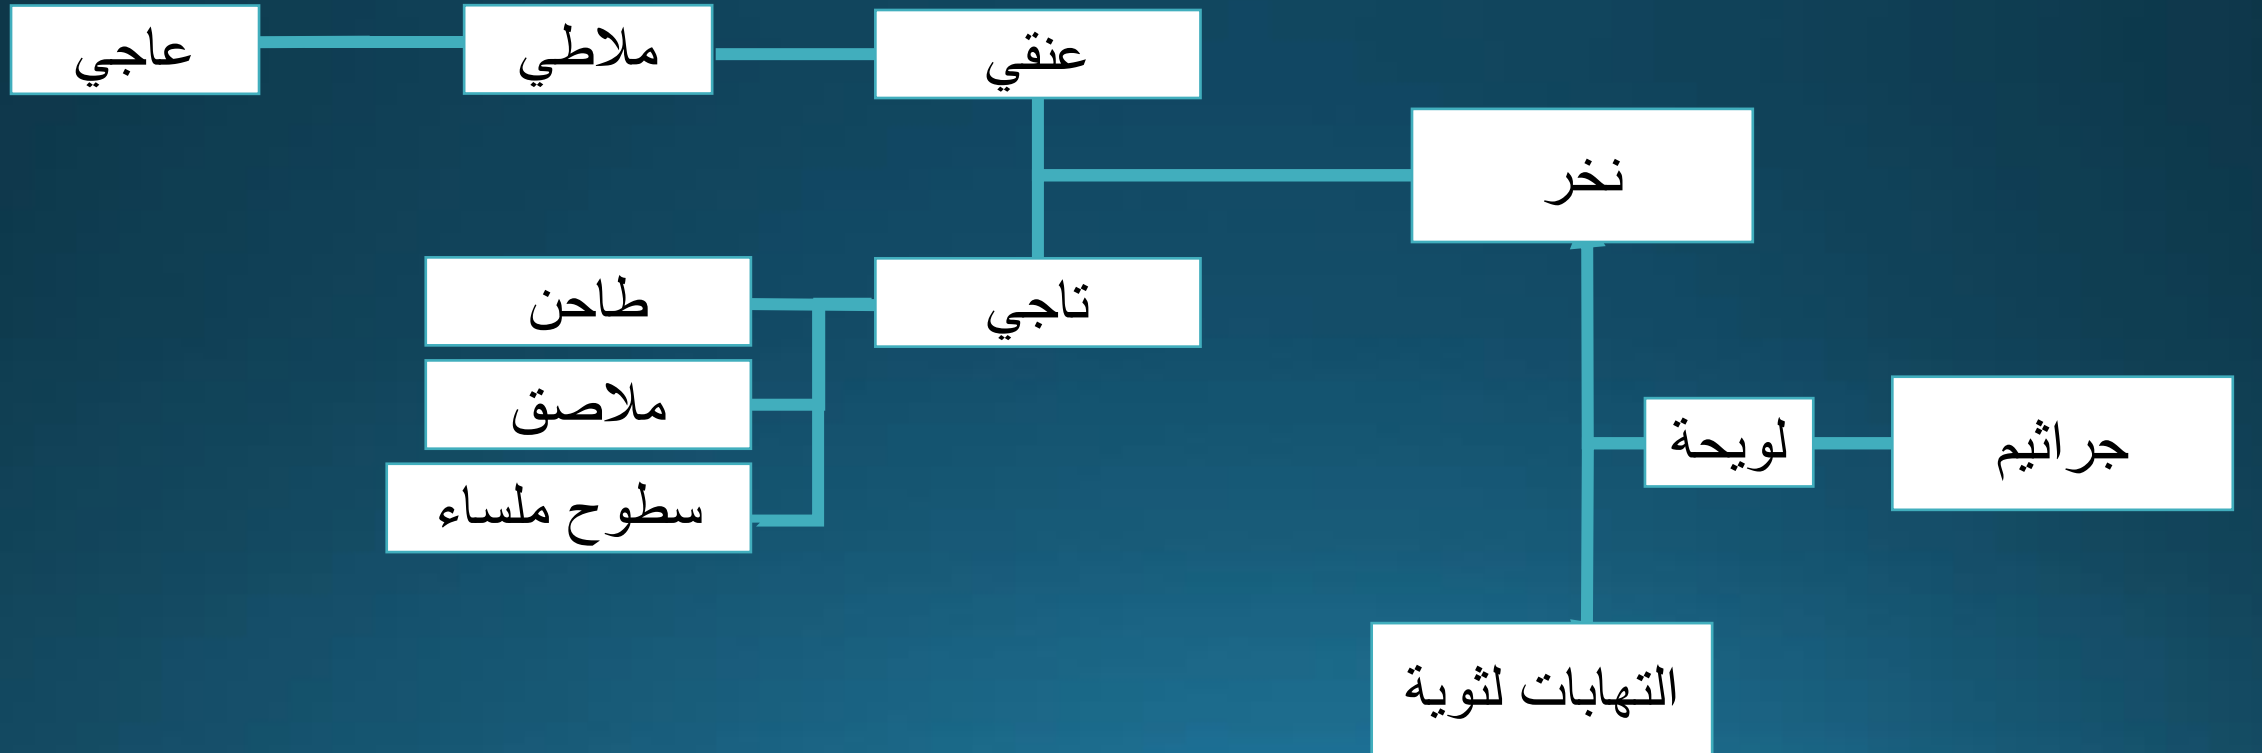 عنقي
ملاطي
عاجي
نخر
تاجي
طاحن
ملاصق
سطوح ملساء
جراثيم
لويحة
التهابات لثوية